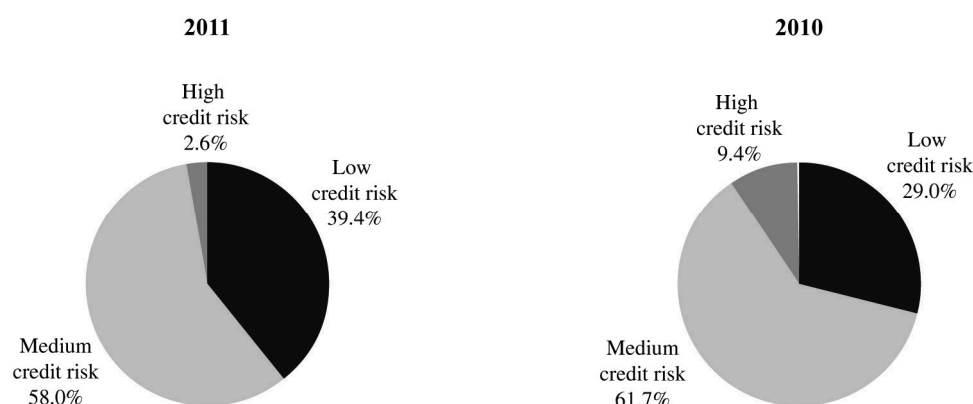 2011
High
credit risk
2.6%
Low
credit risk
39.4%
Medium
credit risk
58.0%
2010
High
credit risk
9.4%
Low
credit risk
29.0%
Medium
credit risk
61.7%